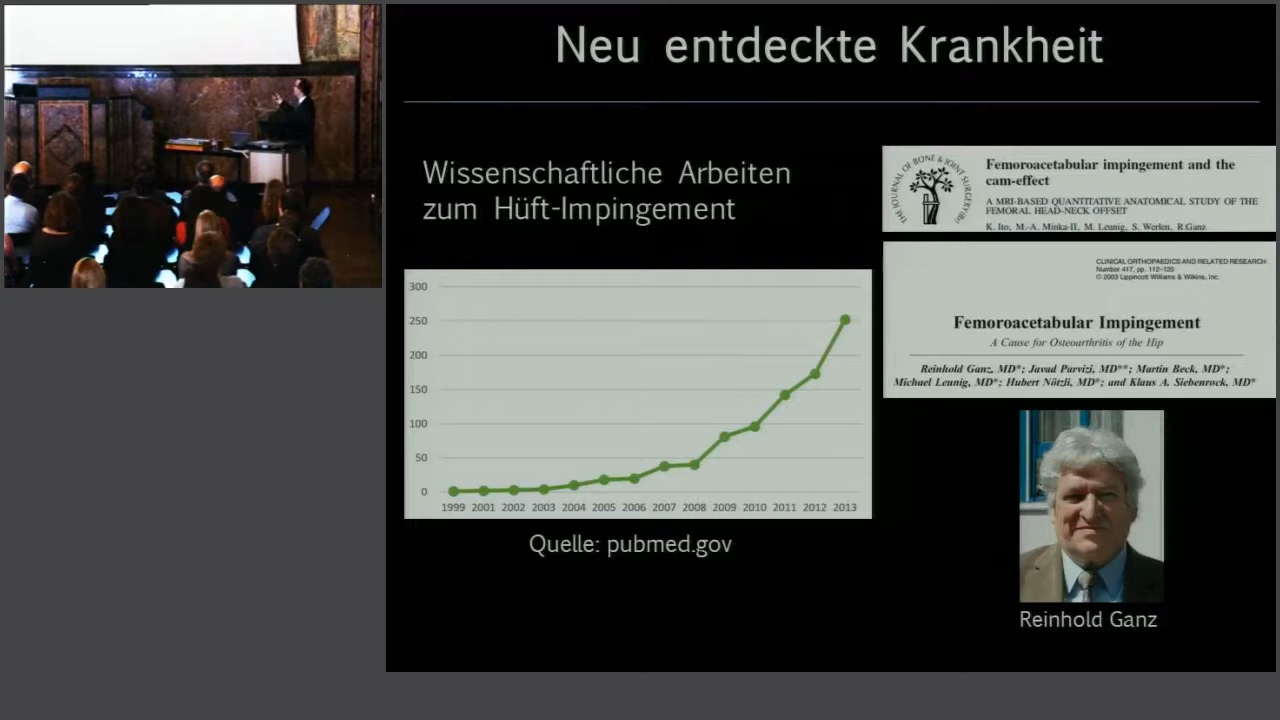 Neu entdeckte Krankheit
Wissenschaftliche Arbeiten
zum Hüft-Impingement
300
250
200
150
100
50
0
1999 2001 2002 2003 2004 2005 2006 2007 2008 2009 2010 2011 2012 2013
Quelle: pubmed.gov
THE JOURNAL OF BONE & JOINT SURGERY (Br)
Femoroacetabular impingement and the
cam-effect
A MRI-BASED QUANTITATIVE ANATOMICAL STUDY OF THE
FEMORAL HEAD-NECK OFFSET
K. Ito, M.-A. Minka-II, M. Leunig, S. Werlen, R.Ganz
CLINICAL ORTHOPAEDICS AND RELATED RESEARCH
Number 417, pp. 112–120
© 2003 Lippincott Williams & Wilkins, Inc.
Femoroacetabular Impingement
A Cause for Osteoarthritis of the Hip
Reinhold Ganz, MD*; Javad Parvizi, MD**; Martin Beck, MD*;
Michael Leunig, MD*; Hubert Nötzli, MD*; and Klaus A. Siebenrock, MD*
Reinhold Ganz